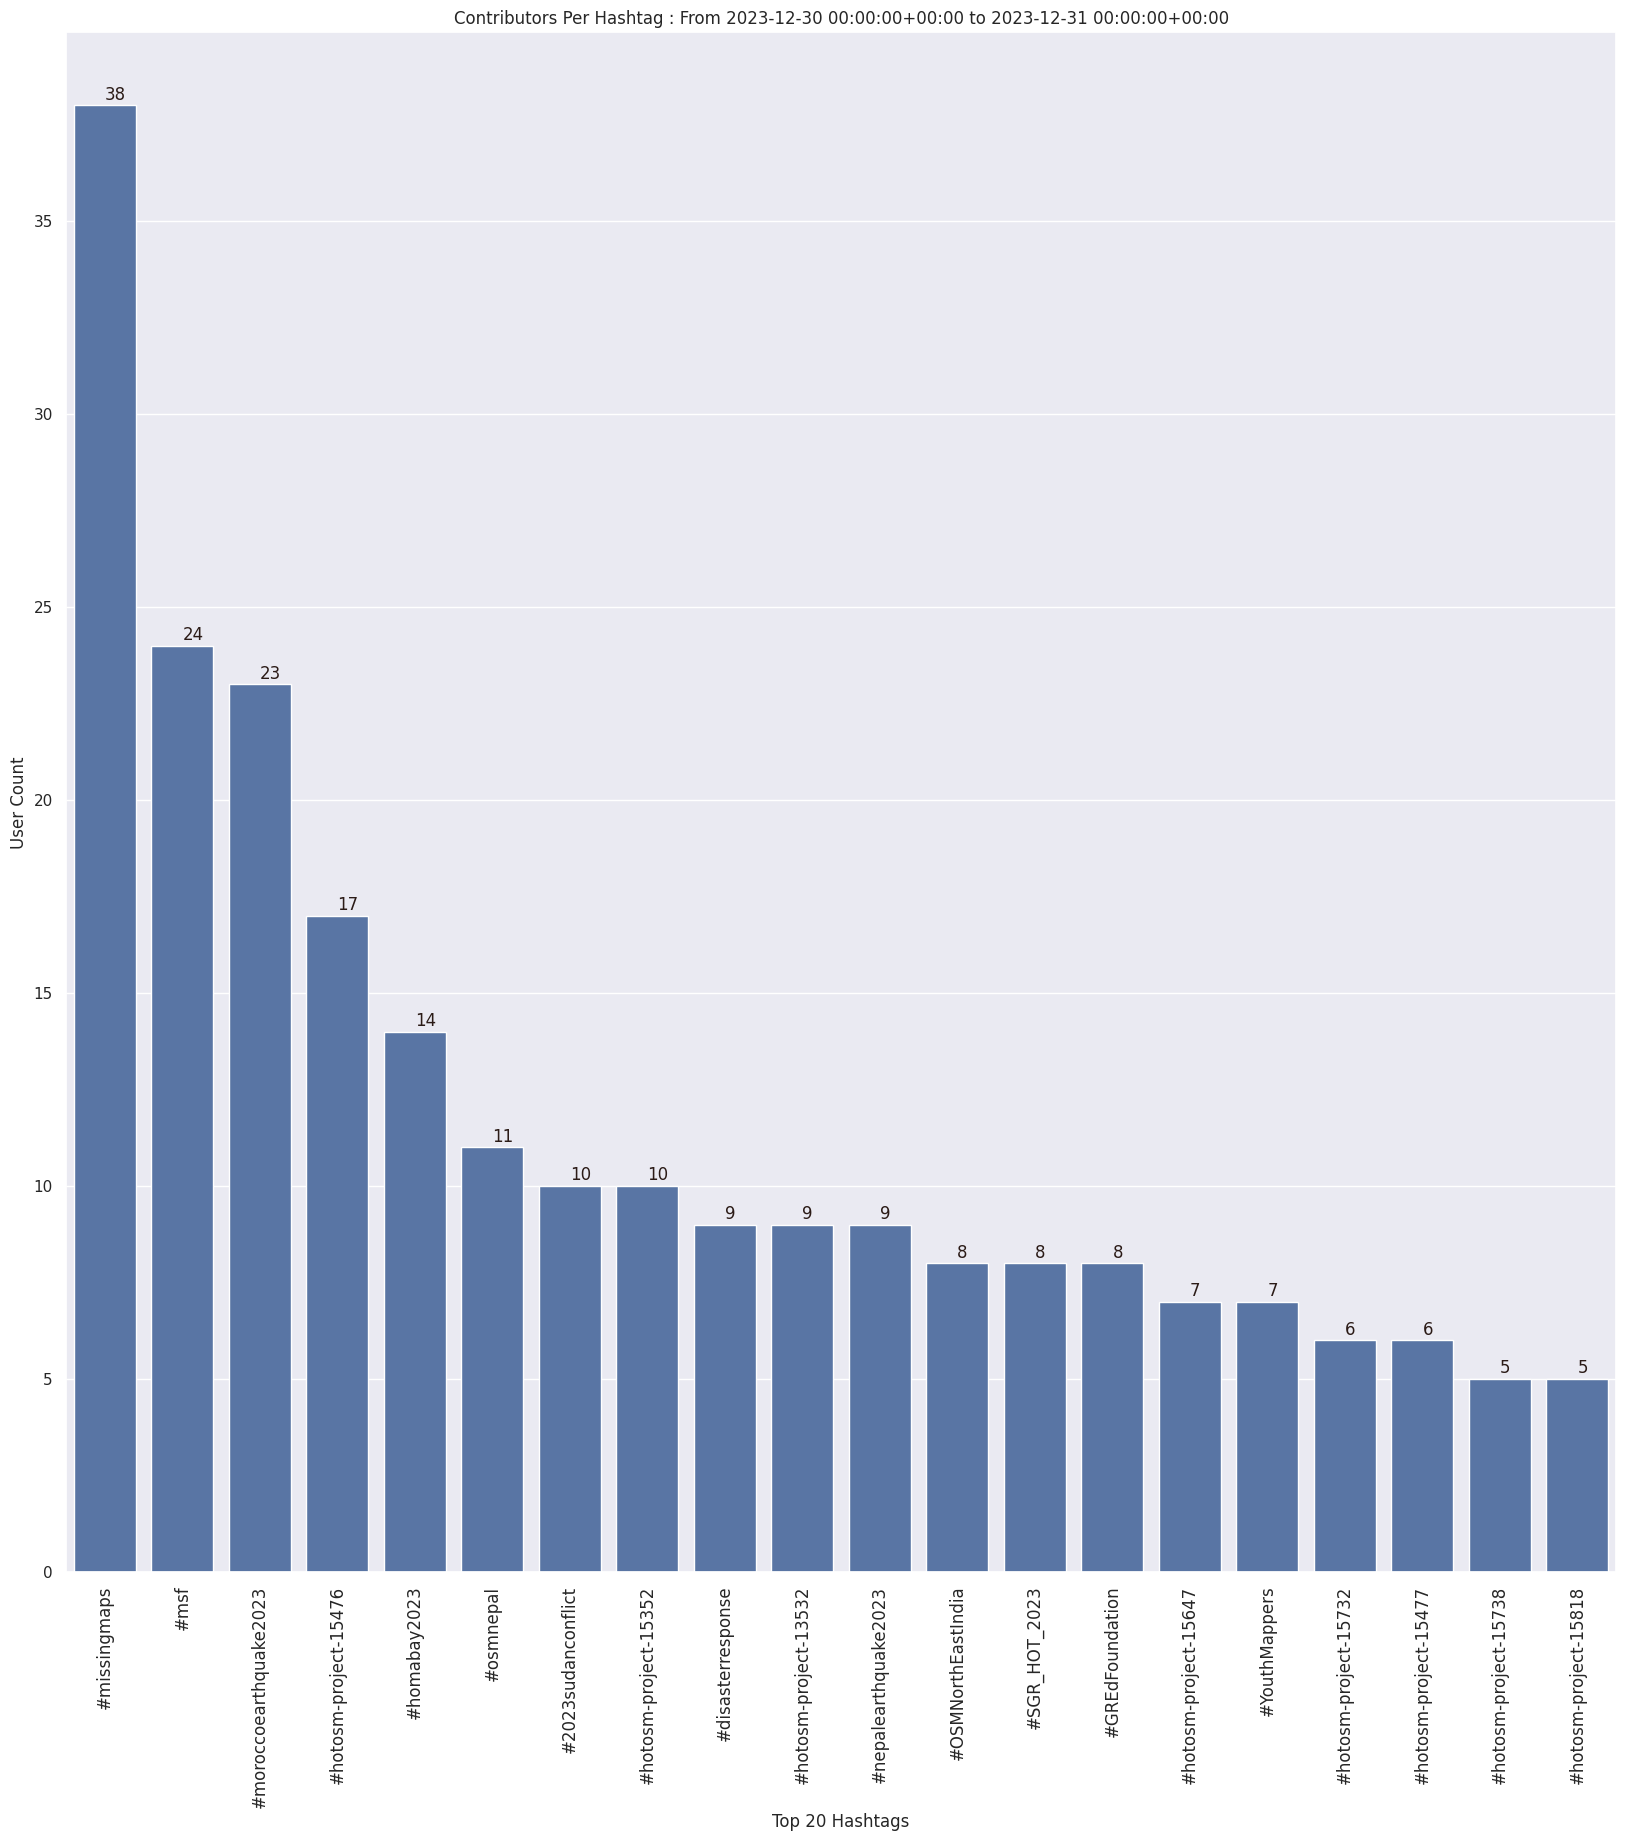 Contributors Per Hashtag : From 2023-12-30 00:00:00+00:00 to 2023-12-31 00:00:00+00:00
User Count
35
30
25
20
15
10
5
0
38
24
23
17
14
11
10
10
9
9
9
8
8
8
7
7
6
6
5
5
#missingmaps
#msf
#moroccoearthquake2023
#hotosm-project-15476
#homabay2023
#osmnepal
#2023sudanconflict
#hotosm-project-15352
#disasterresponse
#hotosm-project-13532
#nepalearthquake2023
#OSMNorthEastIndia
#SGR_HOT_2023
#GREdFoundation
#hotosm-project-15647
#YouthMappers
#hotosm-project-15732
#hotosm-project-15477
#hotosm-project-15738
#hotosm-project-15818
Top 20 Hashtags